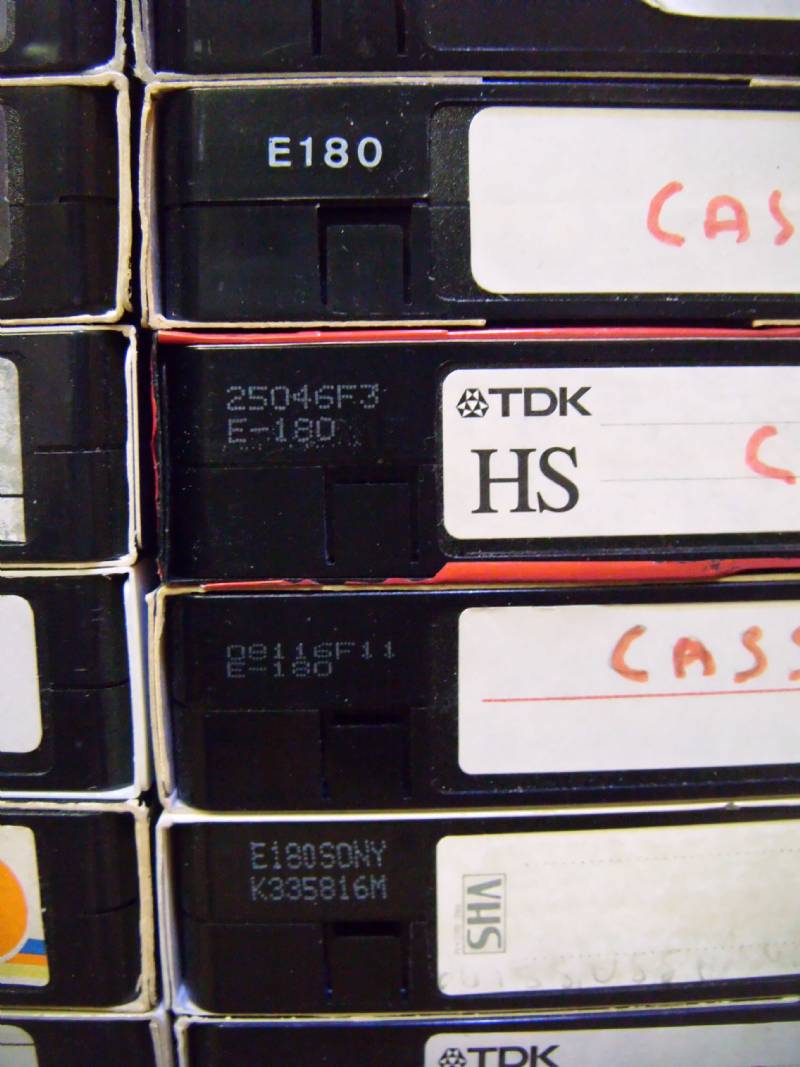 E180
CAS
25046F3
E-180
TDK
HS
C
09116F11
E-180
CASS
E180SONY
K335816M
VHS
TDK